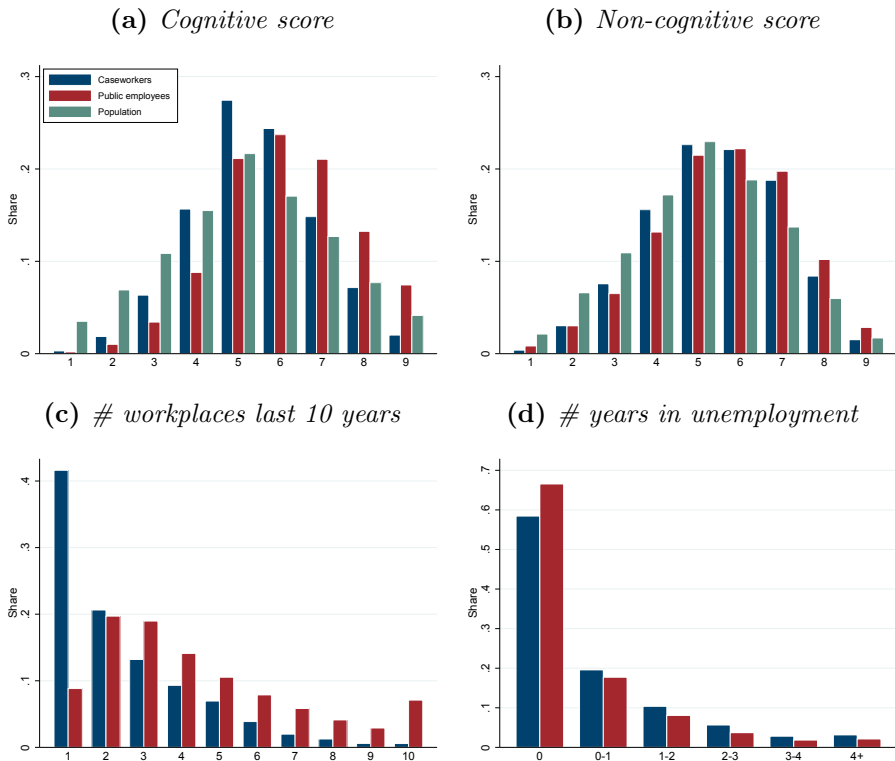 (a) Cognitive score
Share
0 .1 .2 .3
Caseworkers
Public employees
Population
1 2 3 4 5 6 7 8 9
(b) Non-cognitive score
Share
0 .1 .2 .3
1 2 3 4 5 6 7 8 9
(c) # workplaces last 10 years
Share
0 .1 .2 .3 .4
1 2 3 4 5 6 7 8 9 10
(d) # years in unemployment
Share
0 .1 .2 .3 .4 .5 .6 .7
0 0-1 1-2 2-3 3-4 4+